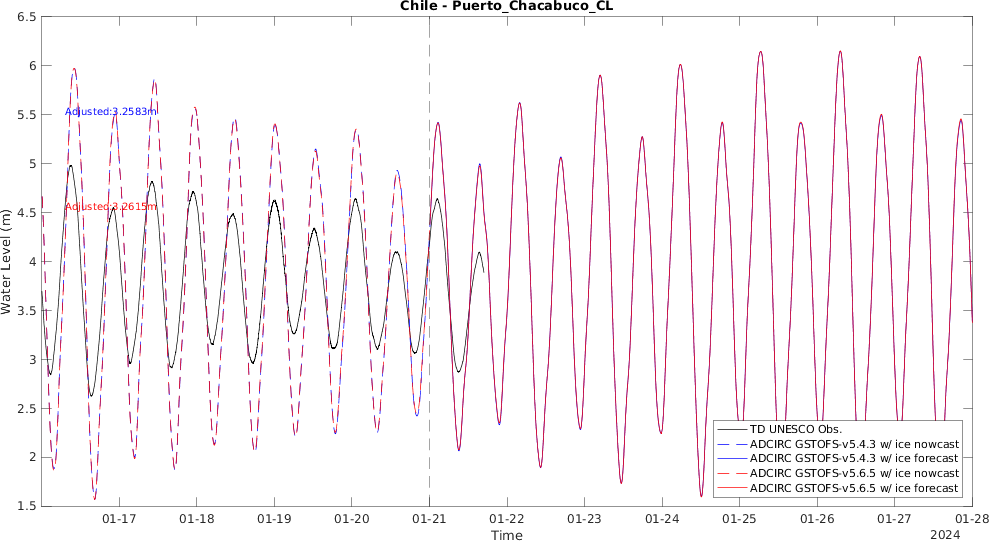 Chile - Puerto_Chacabuco_CL
6.5
6
5.5
5
4.5
4
3.5
3
2.5
2
1.5
Water Level (m)
Adjusted:3.2583m
Adjusted:3.2615m
TD UNESCO Obs.
ADCIRC GSTOFS-v5.4.3 w/ ice nowcast
ADCIRC GSTOFS-v5.4.3 w/ ice forecast
ADCIRC GSTOFS-v5.6.5 w/ ice nowcast
ADCIRC GSTOFS-v5.6.5 w/ ice forecast
01-17 01-18 01-19 01-20 01-21 01-22 01-23 01-24 01-25 01-26 01-27 01-28
Time
2024